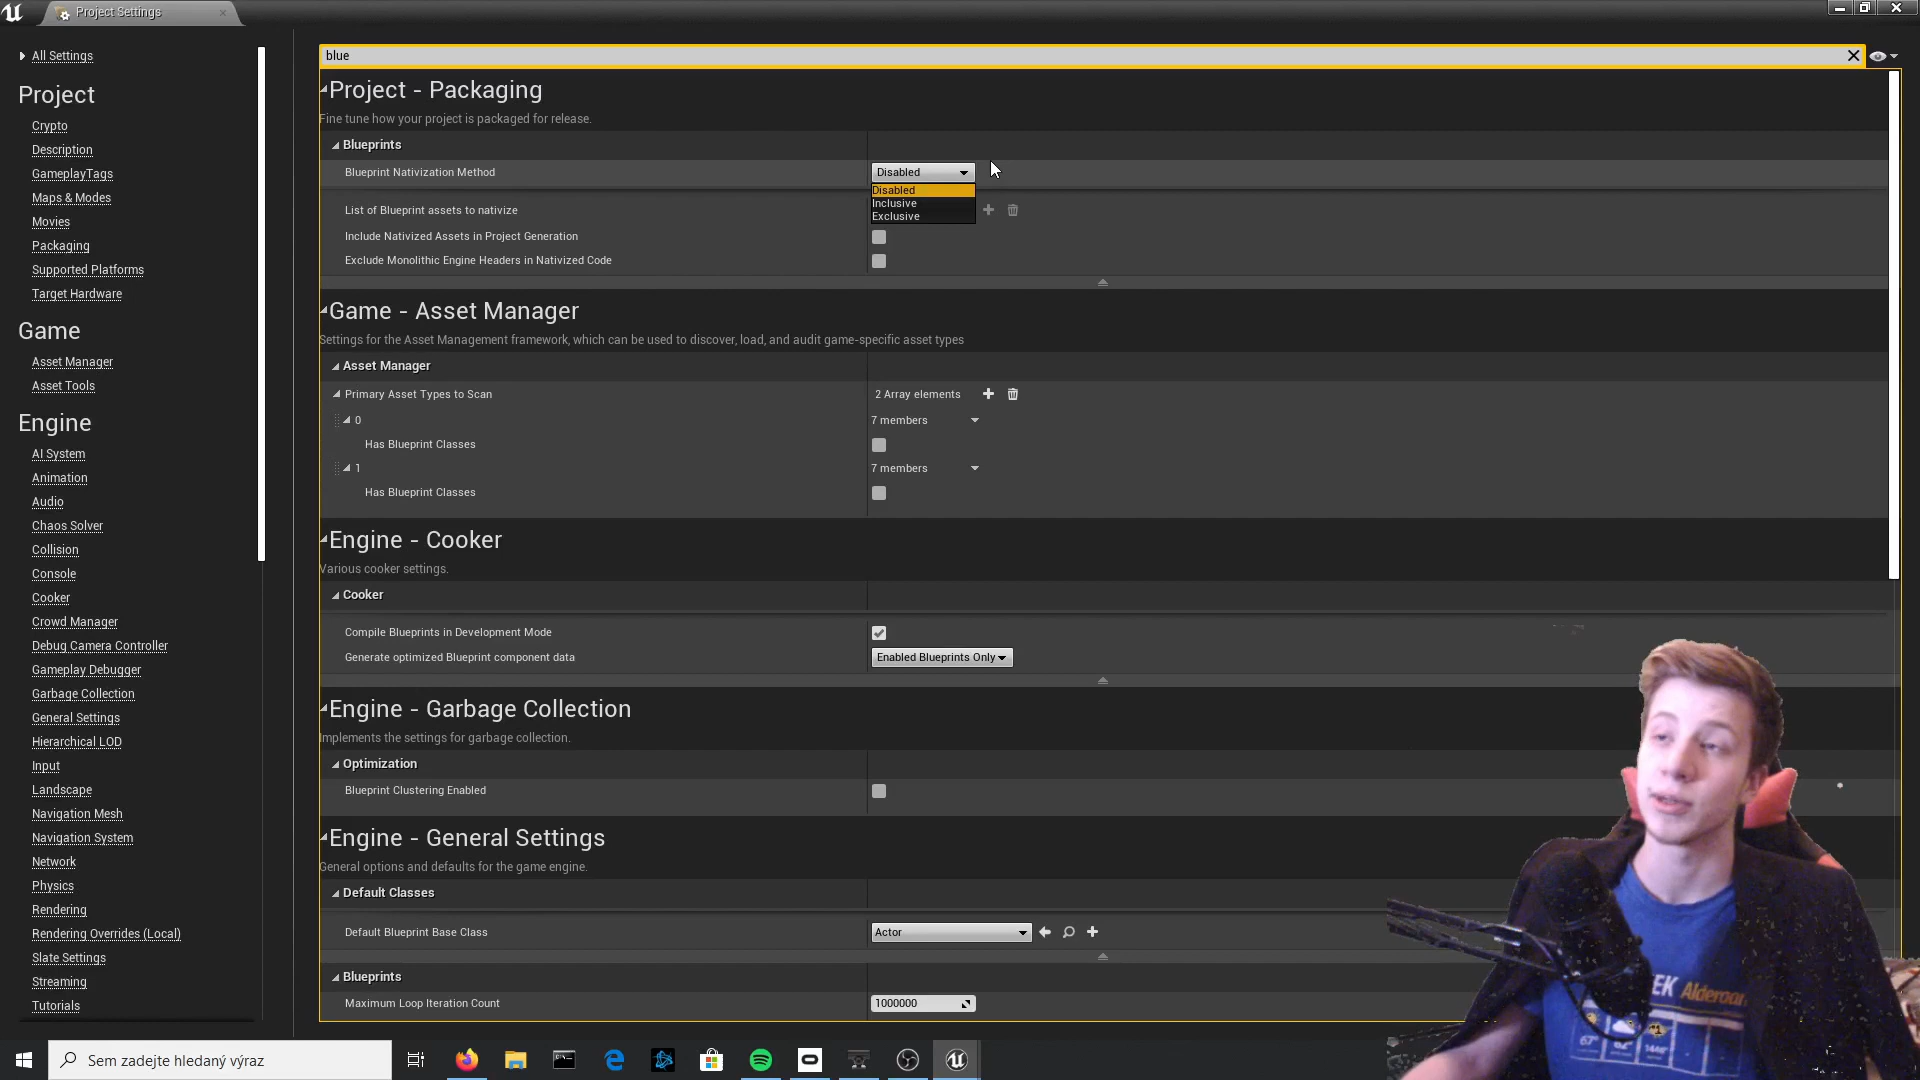 Project Settings
All Settings
Project
Crypto
Description
GameplayTags
Maps & Modes
Movies
Packaging
Supported Platforms
Target Hardware
Game
Asset Manager
Asset Tools
Engine
AI System
Animation
Audio
Chaos Solver
Collision
Console
Cooker
Crowd Manager
Debug Camera Controller
Gameplay Debugger
Garbage Collection
General Settings
Hierarchical LOD
Input
Landscape
Navigation Mesh
Navigation System
Network
Physics
Rendering
Rendering Overrides (Local)
Slate Settings
Streaming
Tutorials
blue
Project - Packaging
Fine tune how your project is packaged for release.
Blueprints
Blueprint Nativization Method Disabled
Disabled
Inclusive
Exclusive
List of Blueprint assets to nativize
Include Nativized Assets in Project Generation
Exclude Monolithic Engine Headers in Nativized Code
Game - Asset Manager
Settings for the Asset Management framework, which can be used to discover, load, and audit game-specific asset types
Asset Manager
Primary Asset Types to Scan 2 Array elements
0 7 members
Has Blueprint Classes
1 7 members
Has Blueprint Classes
Engine - Cooker
Various cooker settings.
Cooker
Compile Blueprints in Development Mode
Generate optimized Blueprint component data Enabled Blueprints Only
Engine - Garbage Collection
Implements the settings for garbage collection.
Optimization
Blueprint Clustering Enabled
Engine - General Settings
General options and defaults for the game engine.
Default Classes
Default Blueprint Base Class Actor
Blueprints
Maximum Loop Iteration Count 1000000
EEK Alderaan
Sem zadejte hledaný výraz